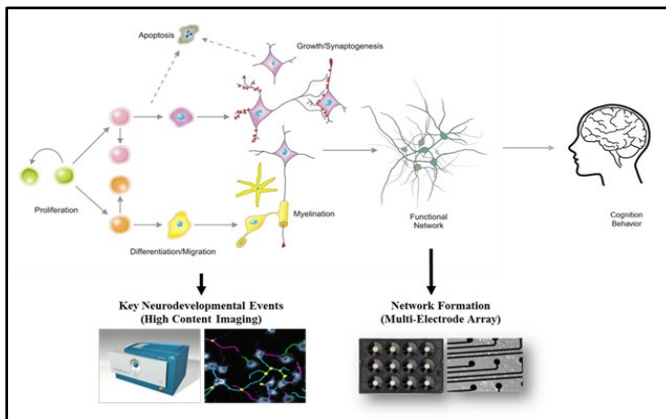 Apoptosis
Growth/Synaptogenesis
Proliferation
Differentiation/Migration
Myelination
Functional
Network
Cognition
Behavior
Key Neurodevelopmental Events
(High Content Imaging)
Network Formation
(Multi-Electrode Array)